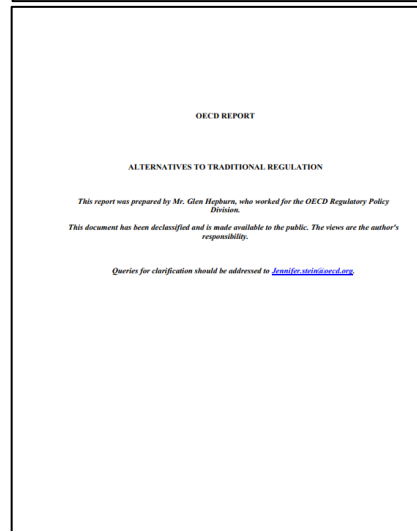 OECD REPORT
ALTERNATIVES TO TRADITIONAL REGULATION
This report was prepared by Mr. Glen Hepburn, who worked for the OECD Regulatory Policy
Division.
This document has been declassified and is made available to the public. The views are the author's
responsibility.
Queries for clarification should be addressed to Jennifer.stein@oecd.org.